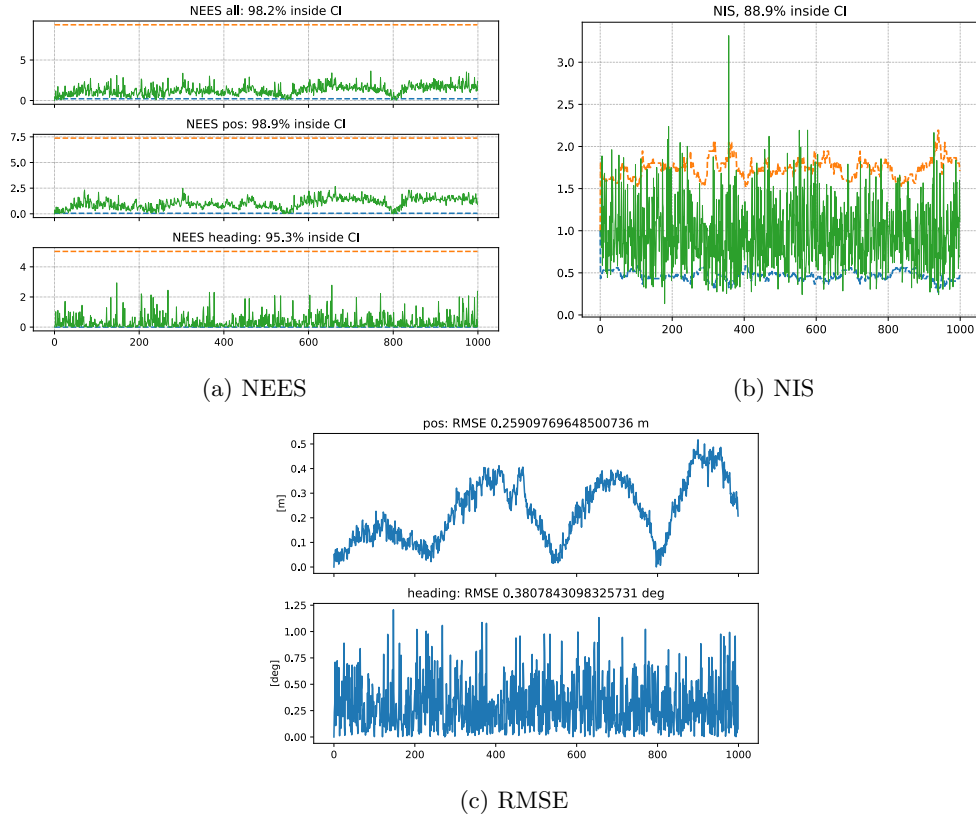 NEES all: 98.2% inside CI
5
0
NEES pos: 98.9% inside CI
7.5
5.0
2.5
0.0
NEES heading: 95.3% inside CI
4
2
0
0 200 400 600 800 1000
(a) NEES
NIS, 88.9% inside CI
3.0
2.5
2.0
1.5
1.0
0.5
0.0
0 200 400 600 800 1000
(b) NIS
pos: RMSE 0.25909769648500736 m
[m]
0.5
0.4
0.3
0.2
0.1
0.0
heading: RMSE 0.3807843098325731 deg
[deg]
1.25
1.00
0.75
0.50
0.25
0.00
0 200 400 600 800 1000
(c) RMSE